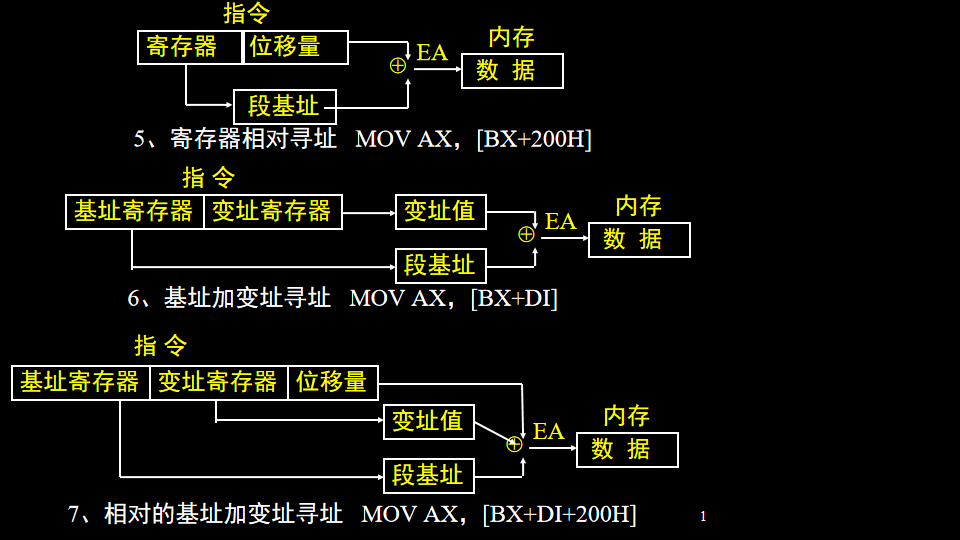 指令
寄存器 位移量
内存
EA
数 据
段基址
5、寄存器相对寻址 MOV AX，[BX+200H]
指 令
基址寄存器 变址寄存器 变址值
内存
EA
数 据
段基址
6、基址加变址寻址 MOV AX，[BX+DI]
指 令
基址寄存器 变址寄存器 位移量
变址值
内存
EA
数 据
段基址
7、相对的基址加变址寻址 MOV AX，[BX+DI+200H]
1